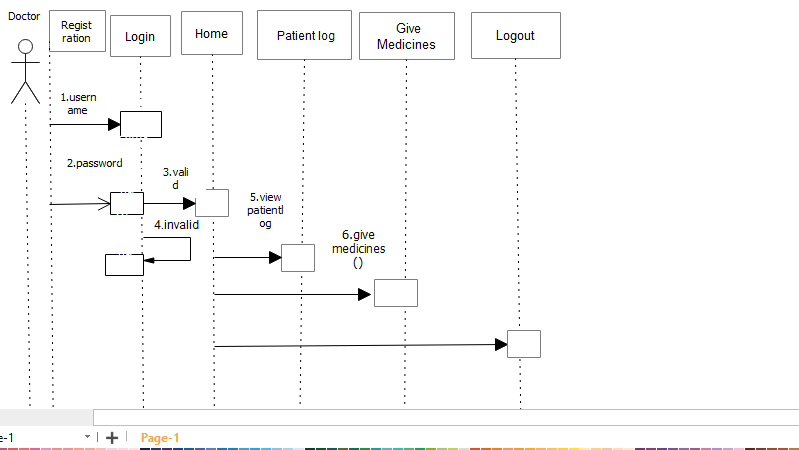 Doctor
Regist
ration
Login
Home
Patient log
Give
Medicines
Logout
1.usern
ame
2.password
3.vali
d
4.invalid
5.view
patientl
og
6.give
medicines
()
e-1
Page-1